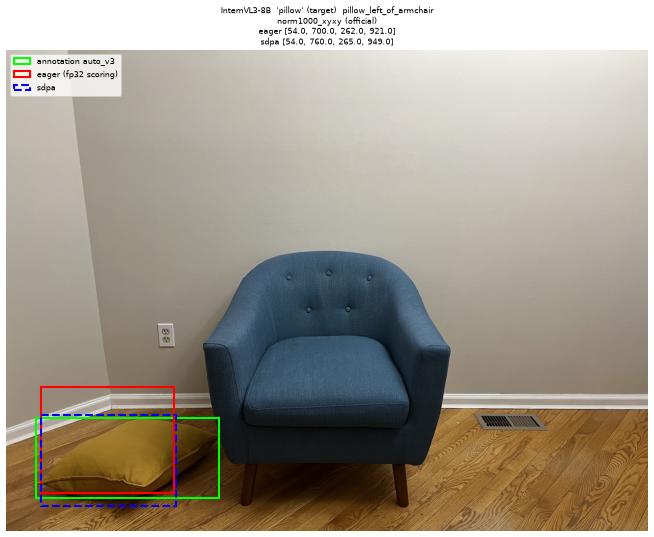 InternVL3-8B  'pillow' (target)  pillow_left_of_armchair
norm1000_xyxy (official)
eager [54.0, 700.0, 262.0, 921.0]
sdpa [54.0, 760.0, 265.0, 949.0]
annotation auto_v3
eager (fp32 scoring)
sdpa